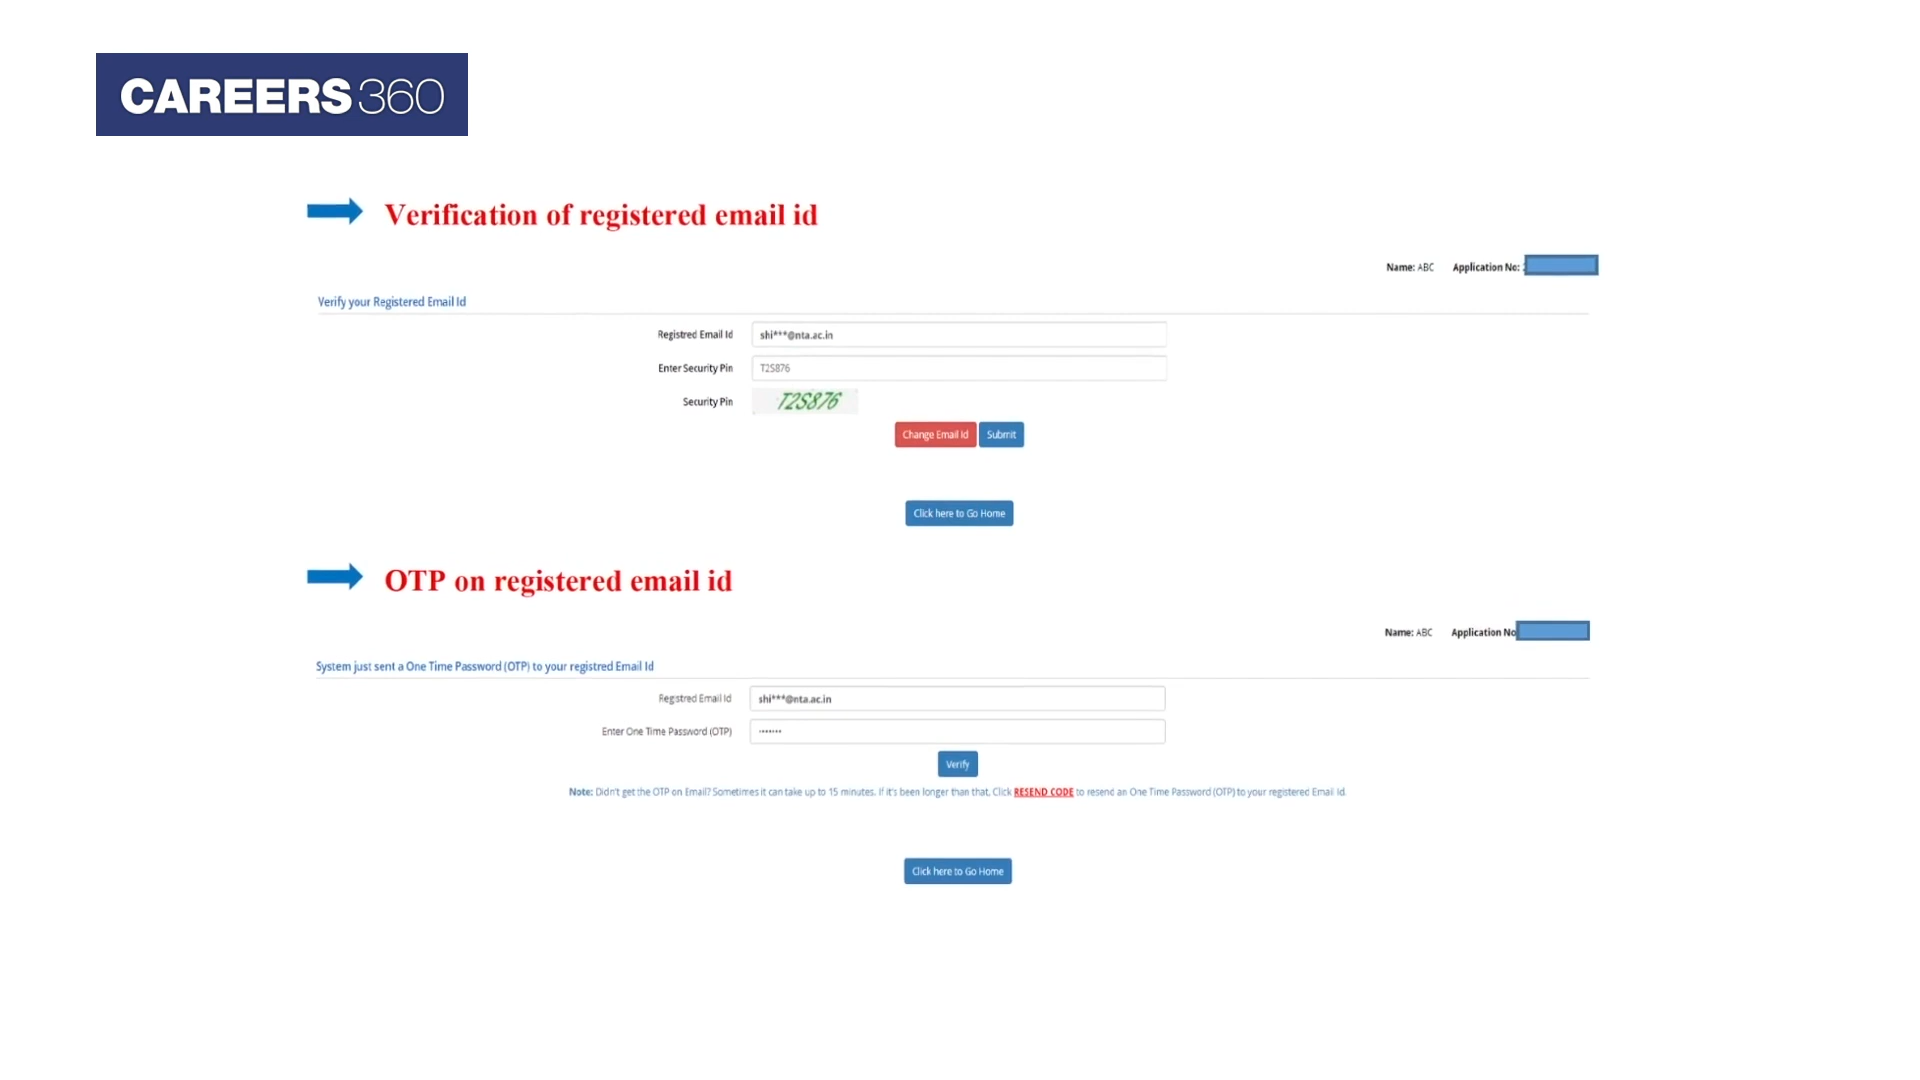 CAREERS360
Verification of registered email id
Name: ABC Application No:
Verify your Registered Email Id
Registred Email Id shi***@nta.ac.in
Enter Security Pin T2S876
Security Pin T2S876
Change Email Id Submit
Click here to Go Home
OTP on registered email id
Name: ABC Application No
System just sent a One Time Password (OTP) to your registred Email Id
Registred Email Id shi***@nta.ac.in
Enter One Time Password (OTP) .......
Verify
Note: Didn't get the OTP on Email? Sometimes it can take up to 15 minutes. If it's been longer than that, Click RESEND CODE to resend an One Time Password (OTP) to your registered Email Id.
Click here to Go Home